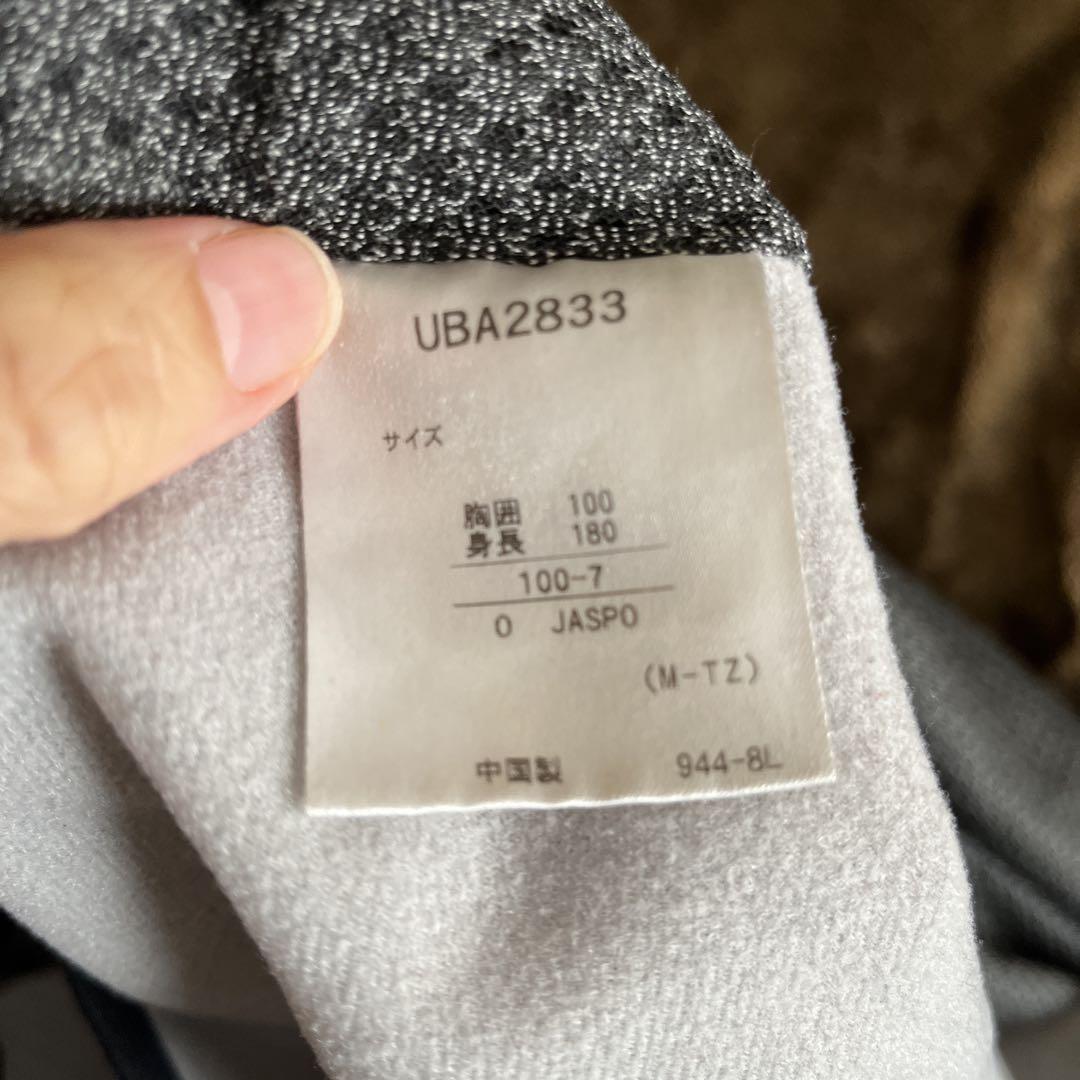 UBA2833
サイズ
胸囲 100
身長 180
100-7
O JASPO
(M-TZ)
中国製 944-8L